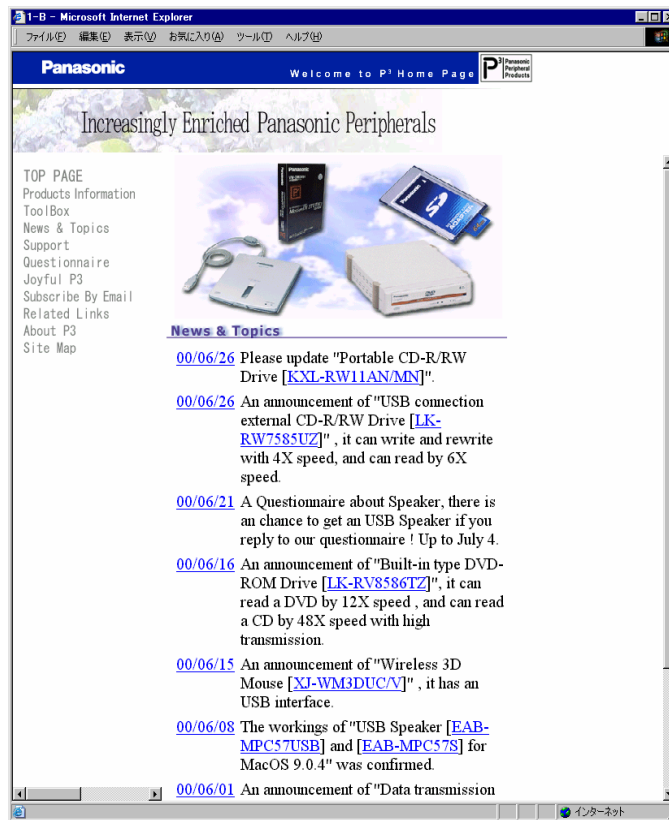 1-B - Microsoft Internet Explorer
ファイル(F) 編集(E) 表示(V) お気に入り(A) ツール(T) ヘルプ(H)
Panasonic
Welcome to P³ Home Page
P³ Panasonic
Peripheral
Products
Increasingly Enriched Panasonic Peripherals
TOP PAGE
Products Information
ToolBox
News & Topics
Support
Questionnaire
Joyful P3
Subscribe By Email
Related Links
About P3
Site Map
Panasonic
Panasonic
SD
DVD
News & Topics
00/06/26 Please update "Portable CD-R/RW
Drive [KXL-RW11AN/MN]".
00/06/26 An announcement of "USB connection
external CD-R/RW Drive [LK-
RW7585UZ]" , it can write and rewrite
with 4X speed, and can read by 6X
speed.
00/06/21 A Questionnaire about Speaker, there is
an chance to get an USB Speaker if you
reply to our questionnaire ! Up to July 4.
00/06/16 An announcement of "Built-in type DVD-
ROM Drive [LK-RV8586TZ]", it can
read a DVD by 12X speed , and can read
a CD by 48X speed with high
transmission.
00/06/15 An announcement of "Wireless 3D
Mouse [XJ-WM3DUC/V]" , it has an
USB interface.
00/06/08 The workings of "USB Speaker [EAB-
MPC57USB] and [EAB-MPC57S] for
MacOS 9.0.4" was confirmed.
00/06/01 An announcement of "Data transmission
インターネット